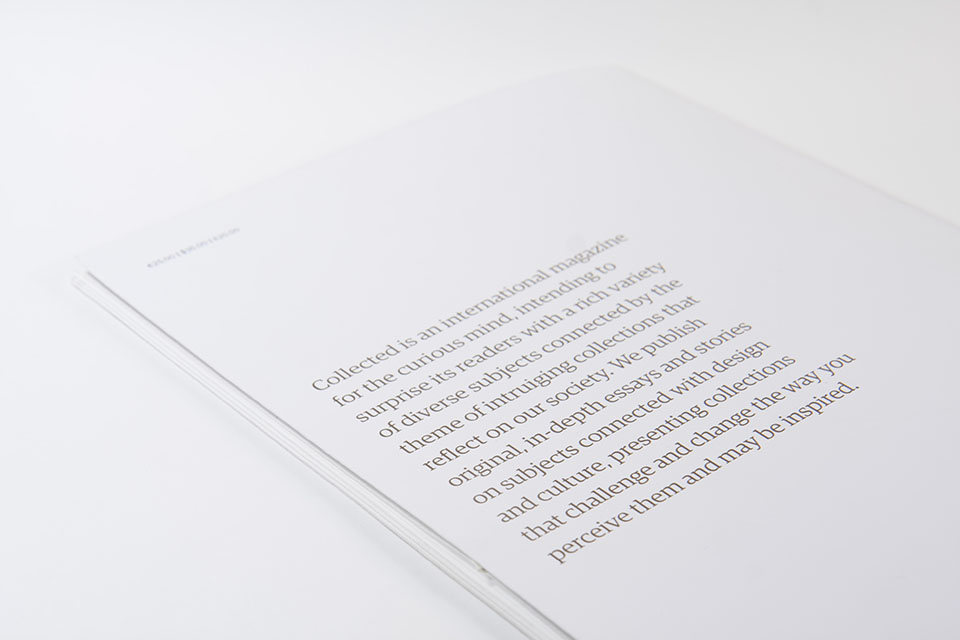 Collected is an international magazine
for the curious mind, intending to
surprise its readers with a rich variety
of diverse subjects connected by the
theme of intruiging collections that
reflect on our society. We publish
original, in-depth essays and stories
on subjects connected with design
and culture, presenting collections
that challenge and change the way you
perceive them and may be inspired.